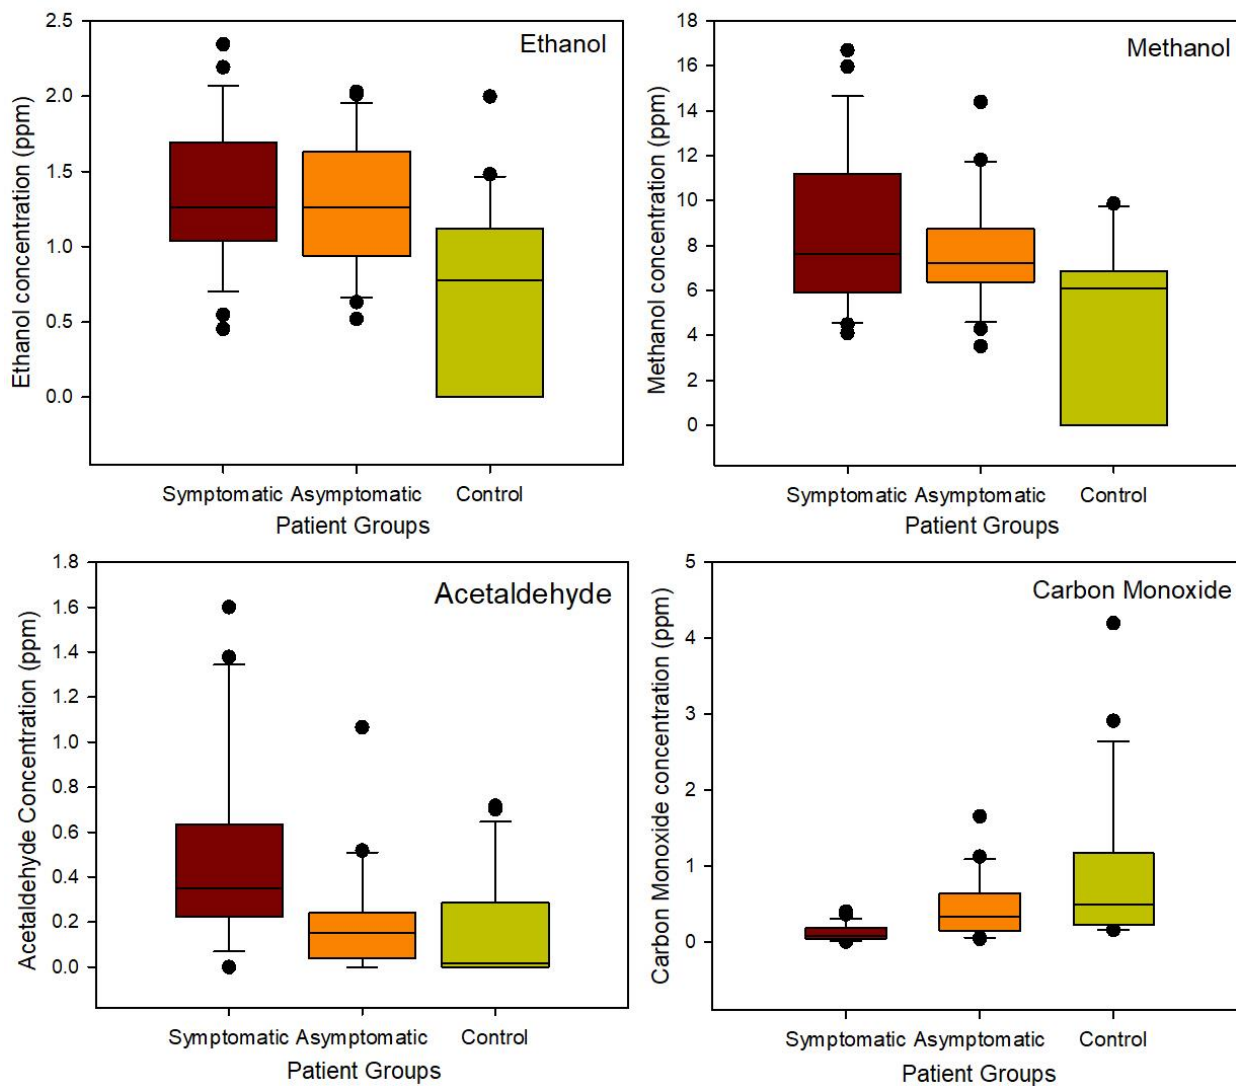 Ethanol
Ethanol concentration (ppm)
2.5
2.0
1.5
1.0
0.5
0.0
Symptomatic Asymptomatic Control
Patient Groups
Methanol
Methanol concentration (ppm)
18
16
14
12
10
8
6
4
2
0
Symptomatic Asymptomatic Control
Patient Groups
Acetaldehyde
Acetaldehyde Concentration (ppm)
1.8
1.6
1.4
1.2
1.0
0.8
0.6
0.4
0.2
0.0
Symptomatic Asymptomatic Control
Patient Groups
Carbon Monoxide
Carbon Monoxide concentration (ppm)
5
4
3
2
1
0
Symptomatic Asymptomatic Control
Patient Groups